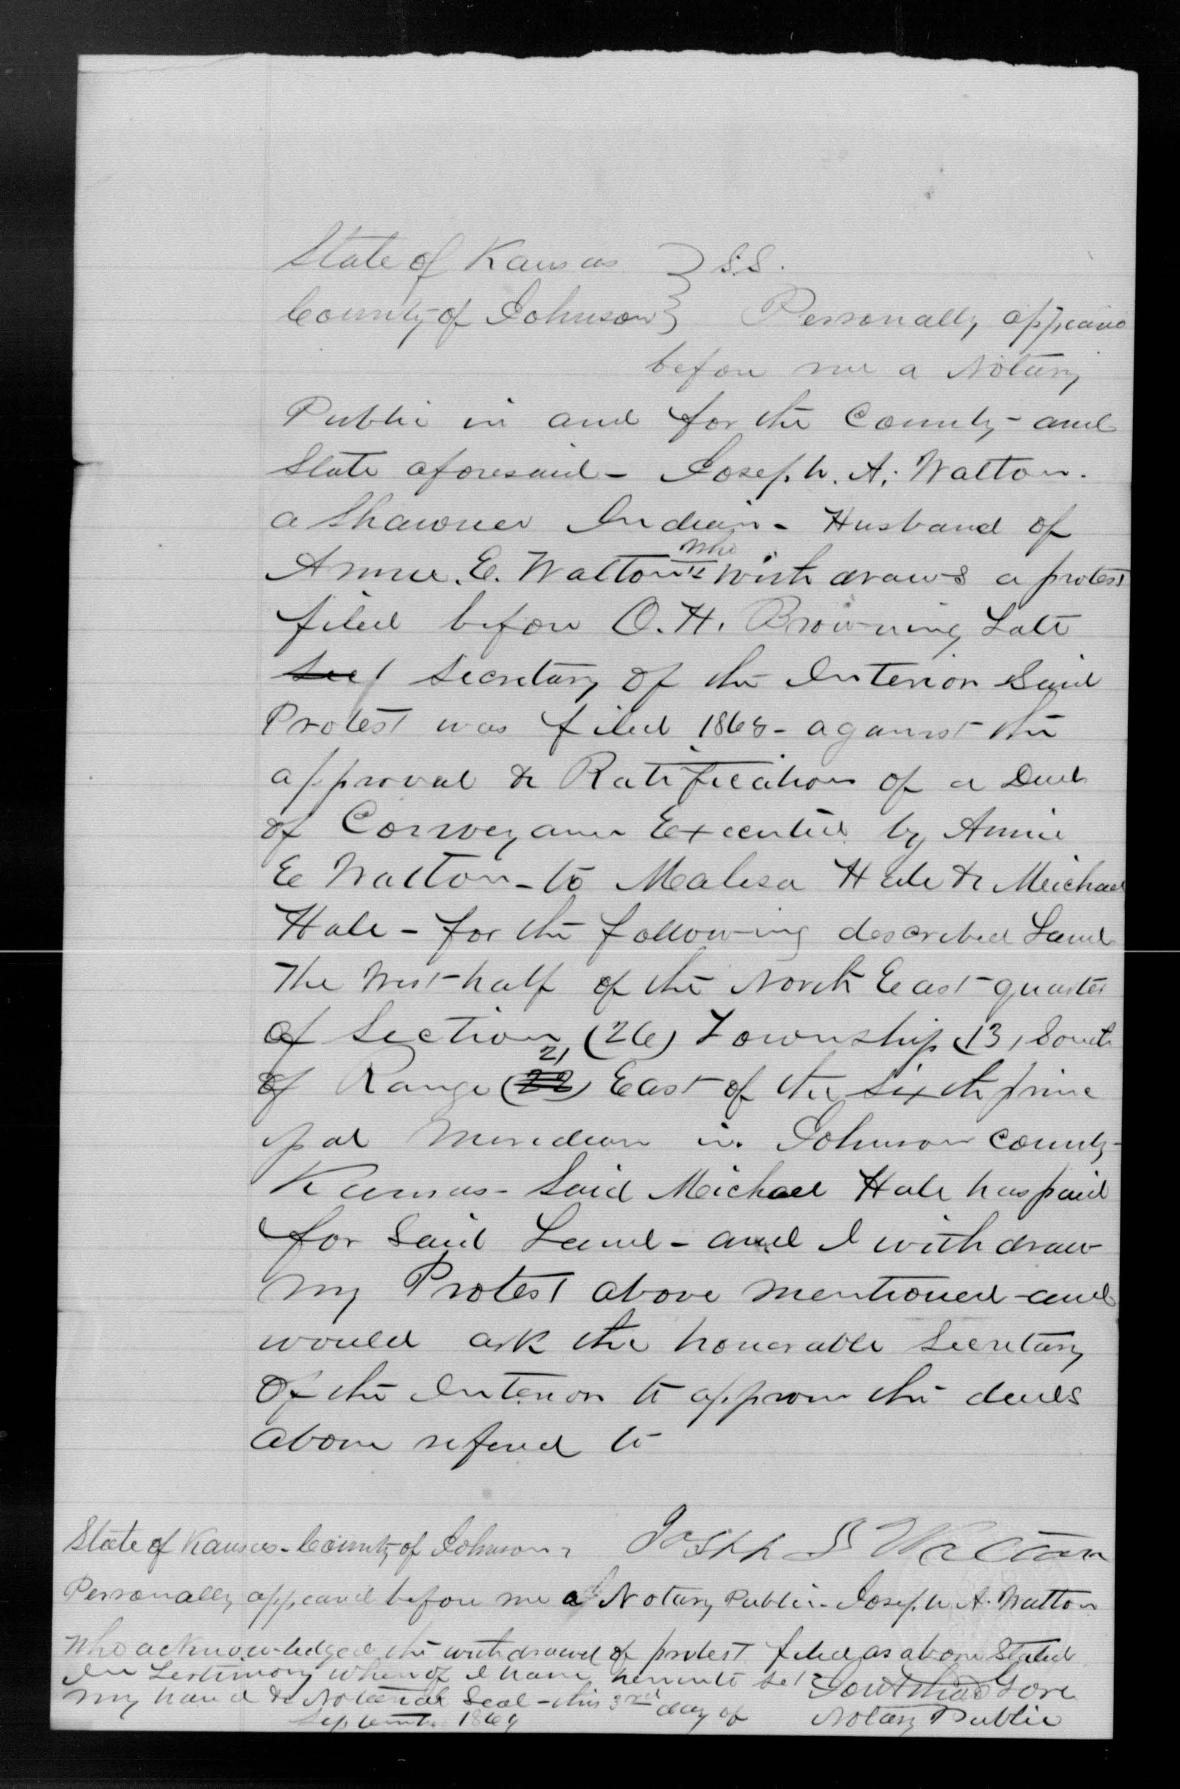 State of Kansas } S.S.
County of Johnson } Personally appeared
before me a Notary
Public in and for the County - and
State aforesaid - Joseph. A. Walton.
a Shawnee Indian - Husband of
Annie. E. Walton who withdraws a protest
filed before O. H. Browning Late
Secretary of the Interior Said
Protest was filed 1868 - against the
approval & Ratification of a Deed
of Conveyance Executed by Annie
E Walton - to Malisa Hale & Meichael
Hale - for the following described Land
The West half of the North East quarter
of Section (26) Township (13) South
of Range (21) East of the Sixth princ
ipal Meridian in Johnson County -
Kansas - Said Meichael Hale has paid
for Said Land - and I withdraw
my Protest above mentioned - and
would ask the honorable Secretary
Of the Interior to approve the deeds
above refered to
Joseph Walton
State of Kansas - County of Johnson,
Personally appeared before me a Notary Public - Joseph A. Walton
Who acknowledged the withdrawal of protest filed as above Stated
In Testimony whereof I have hereunto set
my hand & Notarial Seal - this 3rd day of
September 1869
Gore
Notary Public